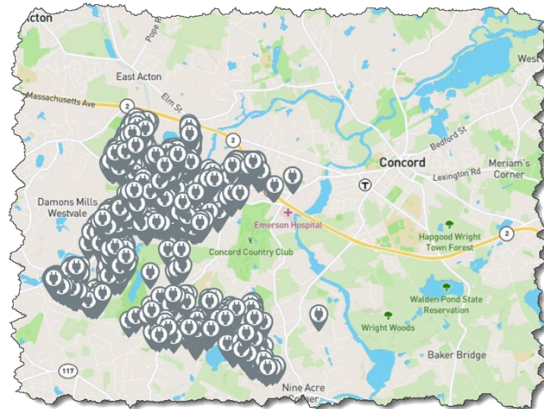 Acton
Pope R
East Acton
Elm St
Massachusetts Ave
2
2
West
Bedford St
Concord
Meriam's
Corner
Lexington Rd
T
Damons Mills
Westvale
Emerson Hospital
Hapgood Wright
Town Forest
2
Concord Country Club
Walden Pond State
Reservation
Wright Woods
Baker Bridge
117
Nine Acre
Corner